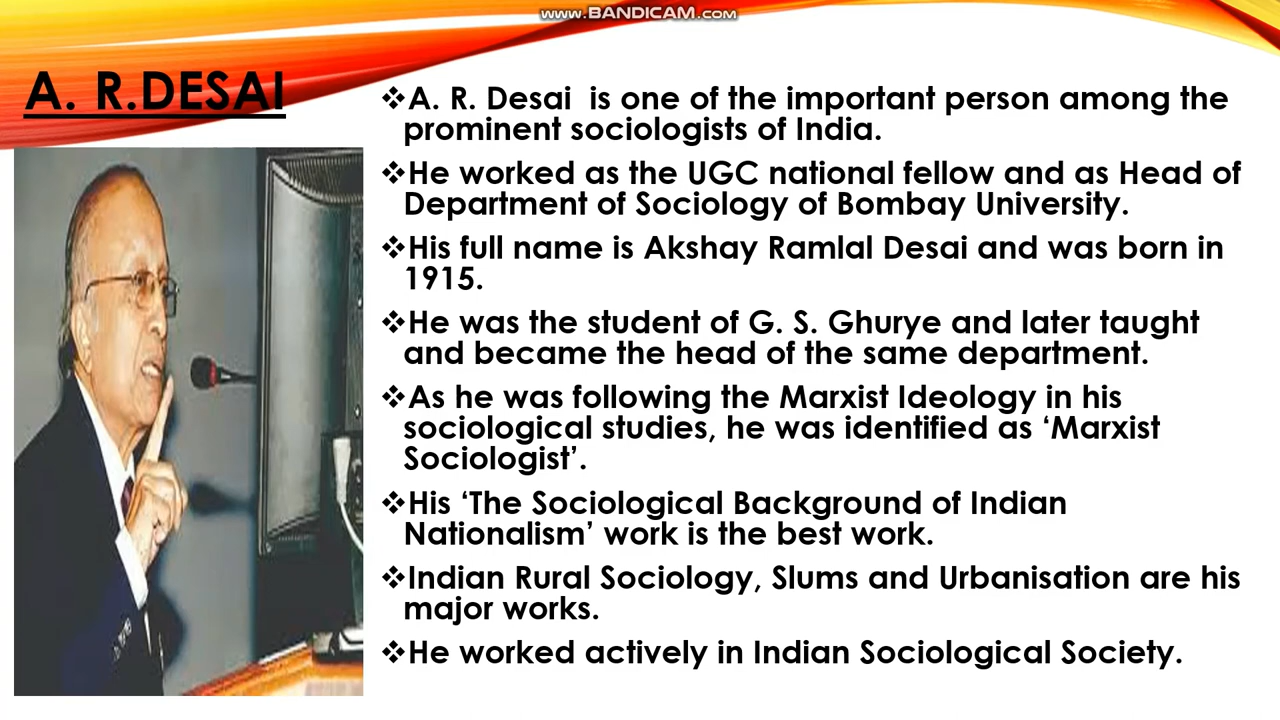 www.BANDICAM.com
A. R.DESAI
❖A. R. Desai is one of the important person among the
prominent sociologists of India.
❖He worked as the UGC national fellow and as Head of
Department of Sociology of Bombay University.
❖His full name is Akshay Ramlal Desai and was born in
1915.
❖He was the student of G. S. Ghurye and later taught
and became the head of the same department.
❖As he was following the Marxist Ideology in his
sociological studies, he was identified as ‘Marxist
Sociologist’.
❖His ‘The Sociological Background of Indian
Nationalism’ work is the best work.
❖Indian Rural Sociology, Slums and Urbanisation are his
major works.
❖He worked actively in Indian Sociological Society.